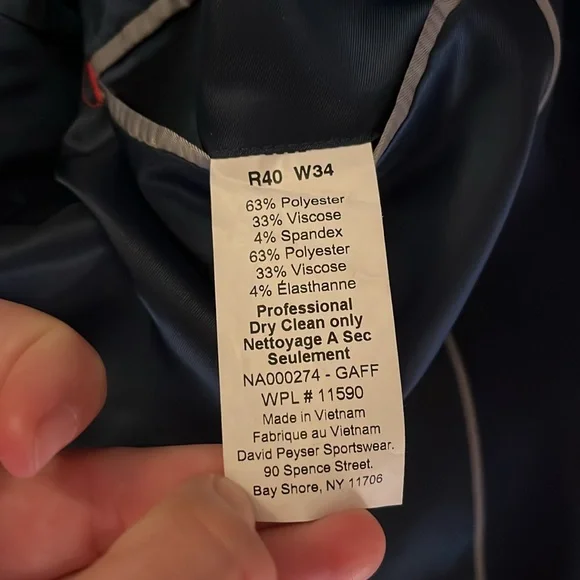 R40 W34
63% Polyester
33% Viscose
4% Spandex
63% Polyester
33% Viscose
4% Élasthanne
Professional
Dry Clean only
Nettoyage A Sec
Seulement
NA000274 - GAFF
WPL # 11590
Made in Vietnam
Fabrique au Vietnam
David Peyser Sportswear.
90 Spence Street.
Bay Shore, NY 11706